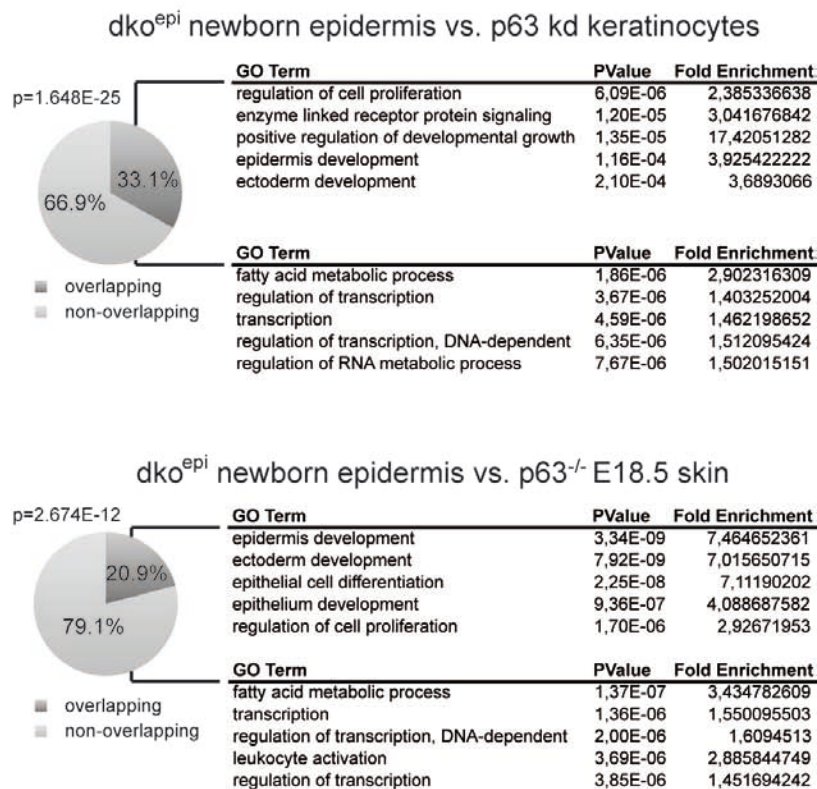 dko^epi newborn epidermis vs. p63 kd keratinocytes
p=1.648E-25
33.1%
66.9%
overlapping
non-overlapping
GO Term PValue Fold Enrichment
regulation of cell proliferation 6,09E-06 2,385336638
enzyme linked receptor protein signaling 1,20E-05 3,041676842
positive regulation of developmental growth 1,35E-05 17,42051282
epidermis development 1,16E-04 3,925422222
ectoderm development 2,10E-04 3,6893066
GO Term PValue Fold Enrichment
fatty acid metabolic process 1,86E-06 2,902316309
regulation of transcription 3,67E-06 1,403252004
transcription 4,59E-06 1,462198652
regulation of transcription, DNA-dependent 6,35E-06 1,512095424
regulation of RNA metabolic process 7,67E-06 1,502015151
dko^epi newborn epidermis vs. p63^-/- E18.5 skin
p=2.674E-12
20.9%
79.1%
overlapping
non-overlapping
GO Term PValue Fold Enrichment
epidermis development 3,34E-09 7,464652361
ectoderm development 7,92E-09 7,015650715
epithelial cell differentiation 2,25E-08 7,11190202
epithelium development 9,36E-07 4,088687582
regulation of cell proliferation 1,70E-06 2,92671953
GO Term PValue Fold Enrichment
fatty acid metabolic process 1,37E-07 3,434782609
transcription 1,36E-06 1,550095503
regulation of transcription, DNA-dependent 2,00E-06 1,6094513
leukocyte activation 3,69E-06 2,885844749
regulation of transcription 3,85E-06 1,451694242